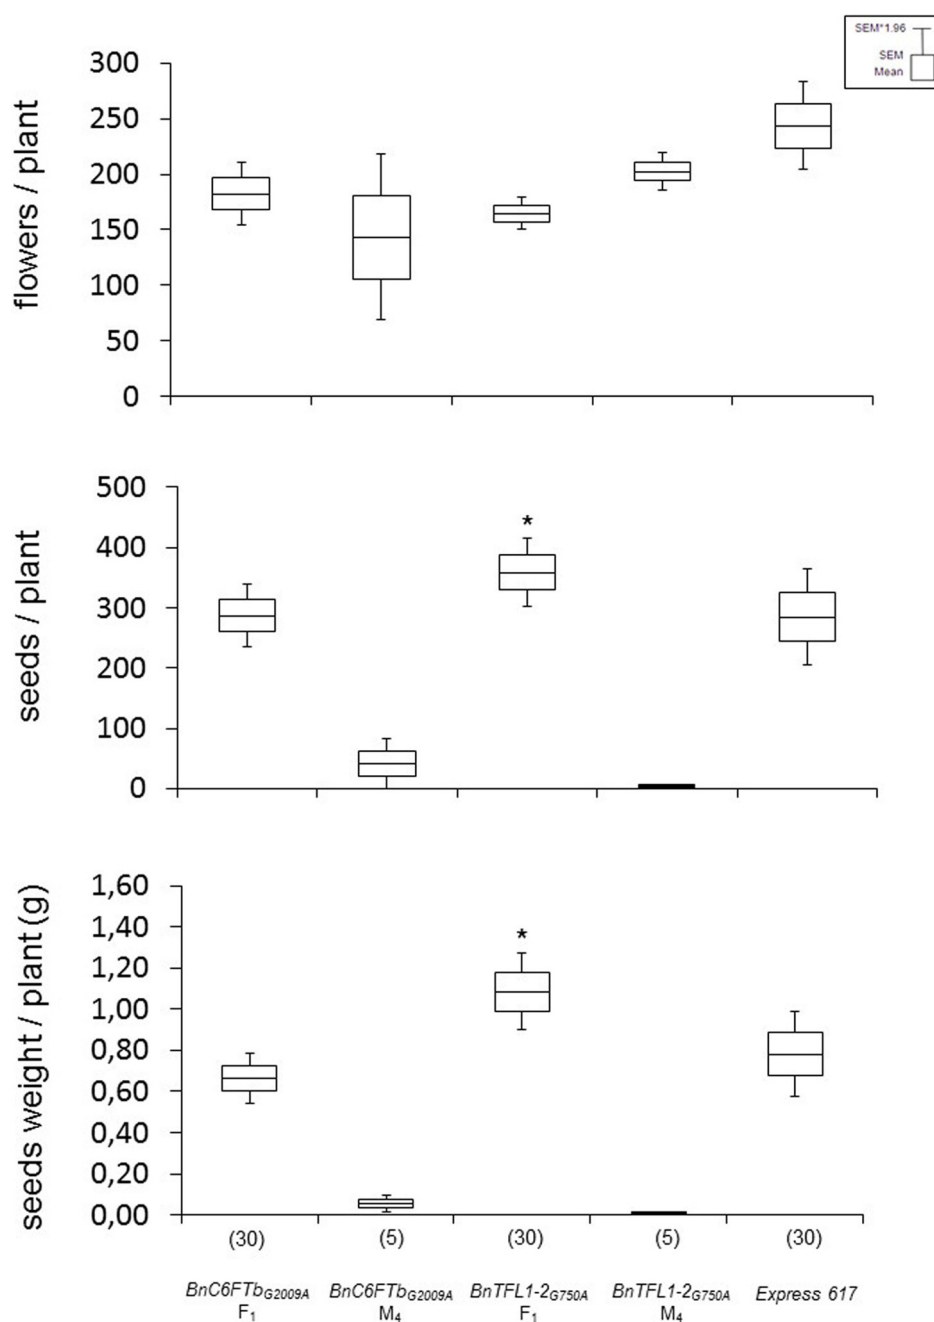 SEM*1.96
SEM
Mean
flowers / plant
300
250
200
150
100
50
0
seeds / plant
500
400
300
200
100
0
*
seeds weight / plant (g)
1,60
1,40
1,20
1,00
0,80
0,60
0,40
0,20
0,00
*
(30) (5) (30) (5) (30)
BnC6FTbG2009A BnC6FTbG2009A BnTFL1-2G750A BnTFL1-2G750A Express 617
F1 M4 F1 M4